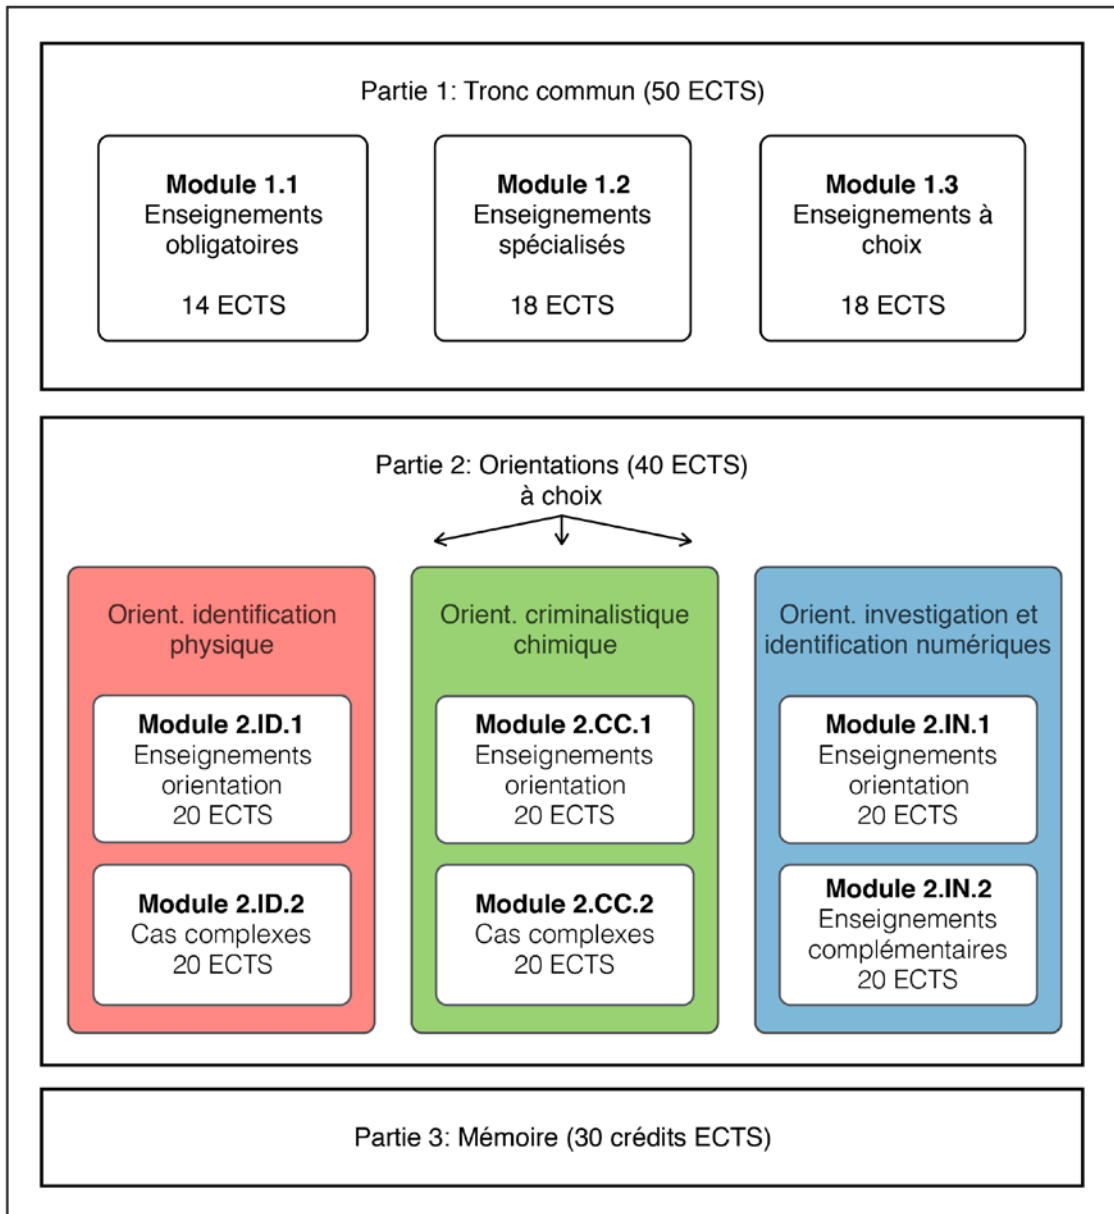 Partie 1: Tronc commun (50 ECTS)
Module 1.1
Enseignements
obligatoires
14 ECTS
Module 1.2
Enseignements
spécialisés
18 ECTS
Module 1.3
Enseignements à
choix
18 ECTS
Partie 2: Orientations (40 ECTS)
à choix
Orient. identification
physique
Module 2.ID.1
Enseignements
orientation
20 ECTS
Module 2.ID.2
Cas complexes
20 ECTS
Orient. criminalistique
chimique
Module 2.CC.1
Enseignements
orientation
20 ECTS
Module 2.CC.2
Cas complexes
20 ECTS
Orient. investigation et
identification numériques
Module 2.IN.1
Enseignements
orientation
20 ECTS
Module 2.IN.2
Enseignements
complémentaires
20 ECTS
Partie 3: Mémoire (30 crédits ECTS)